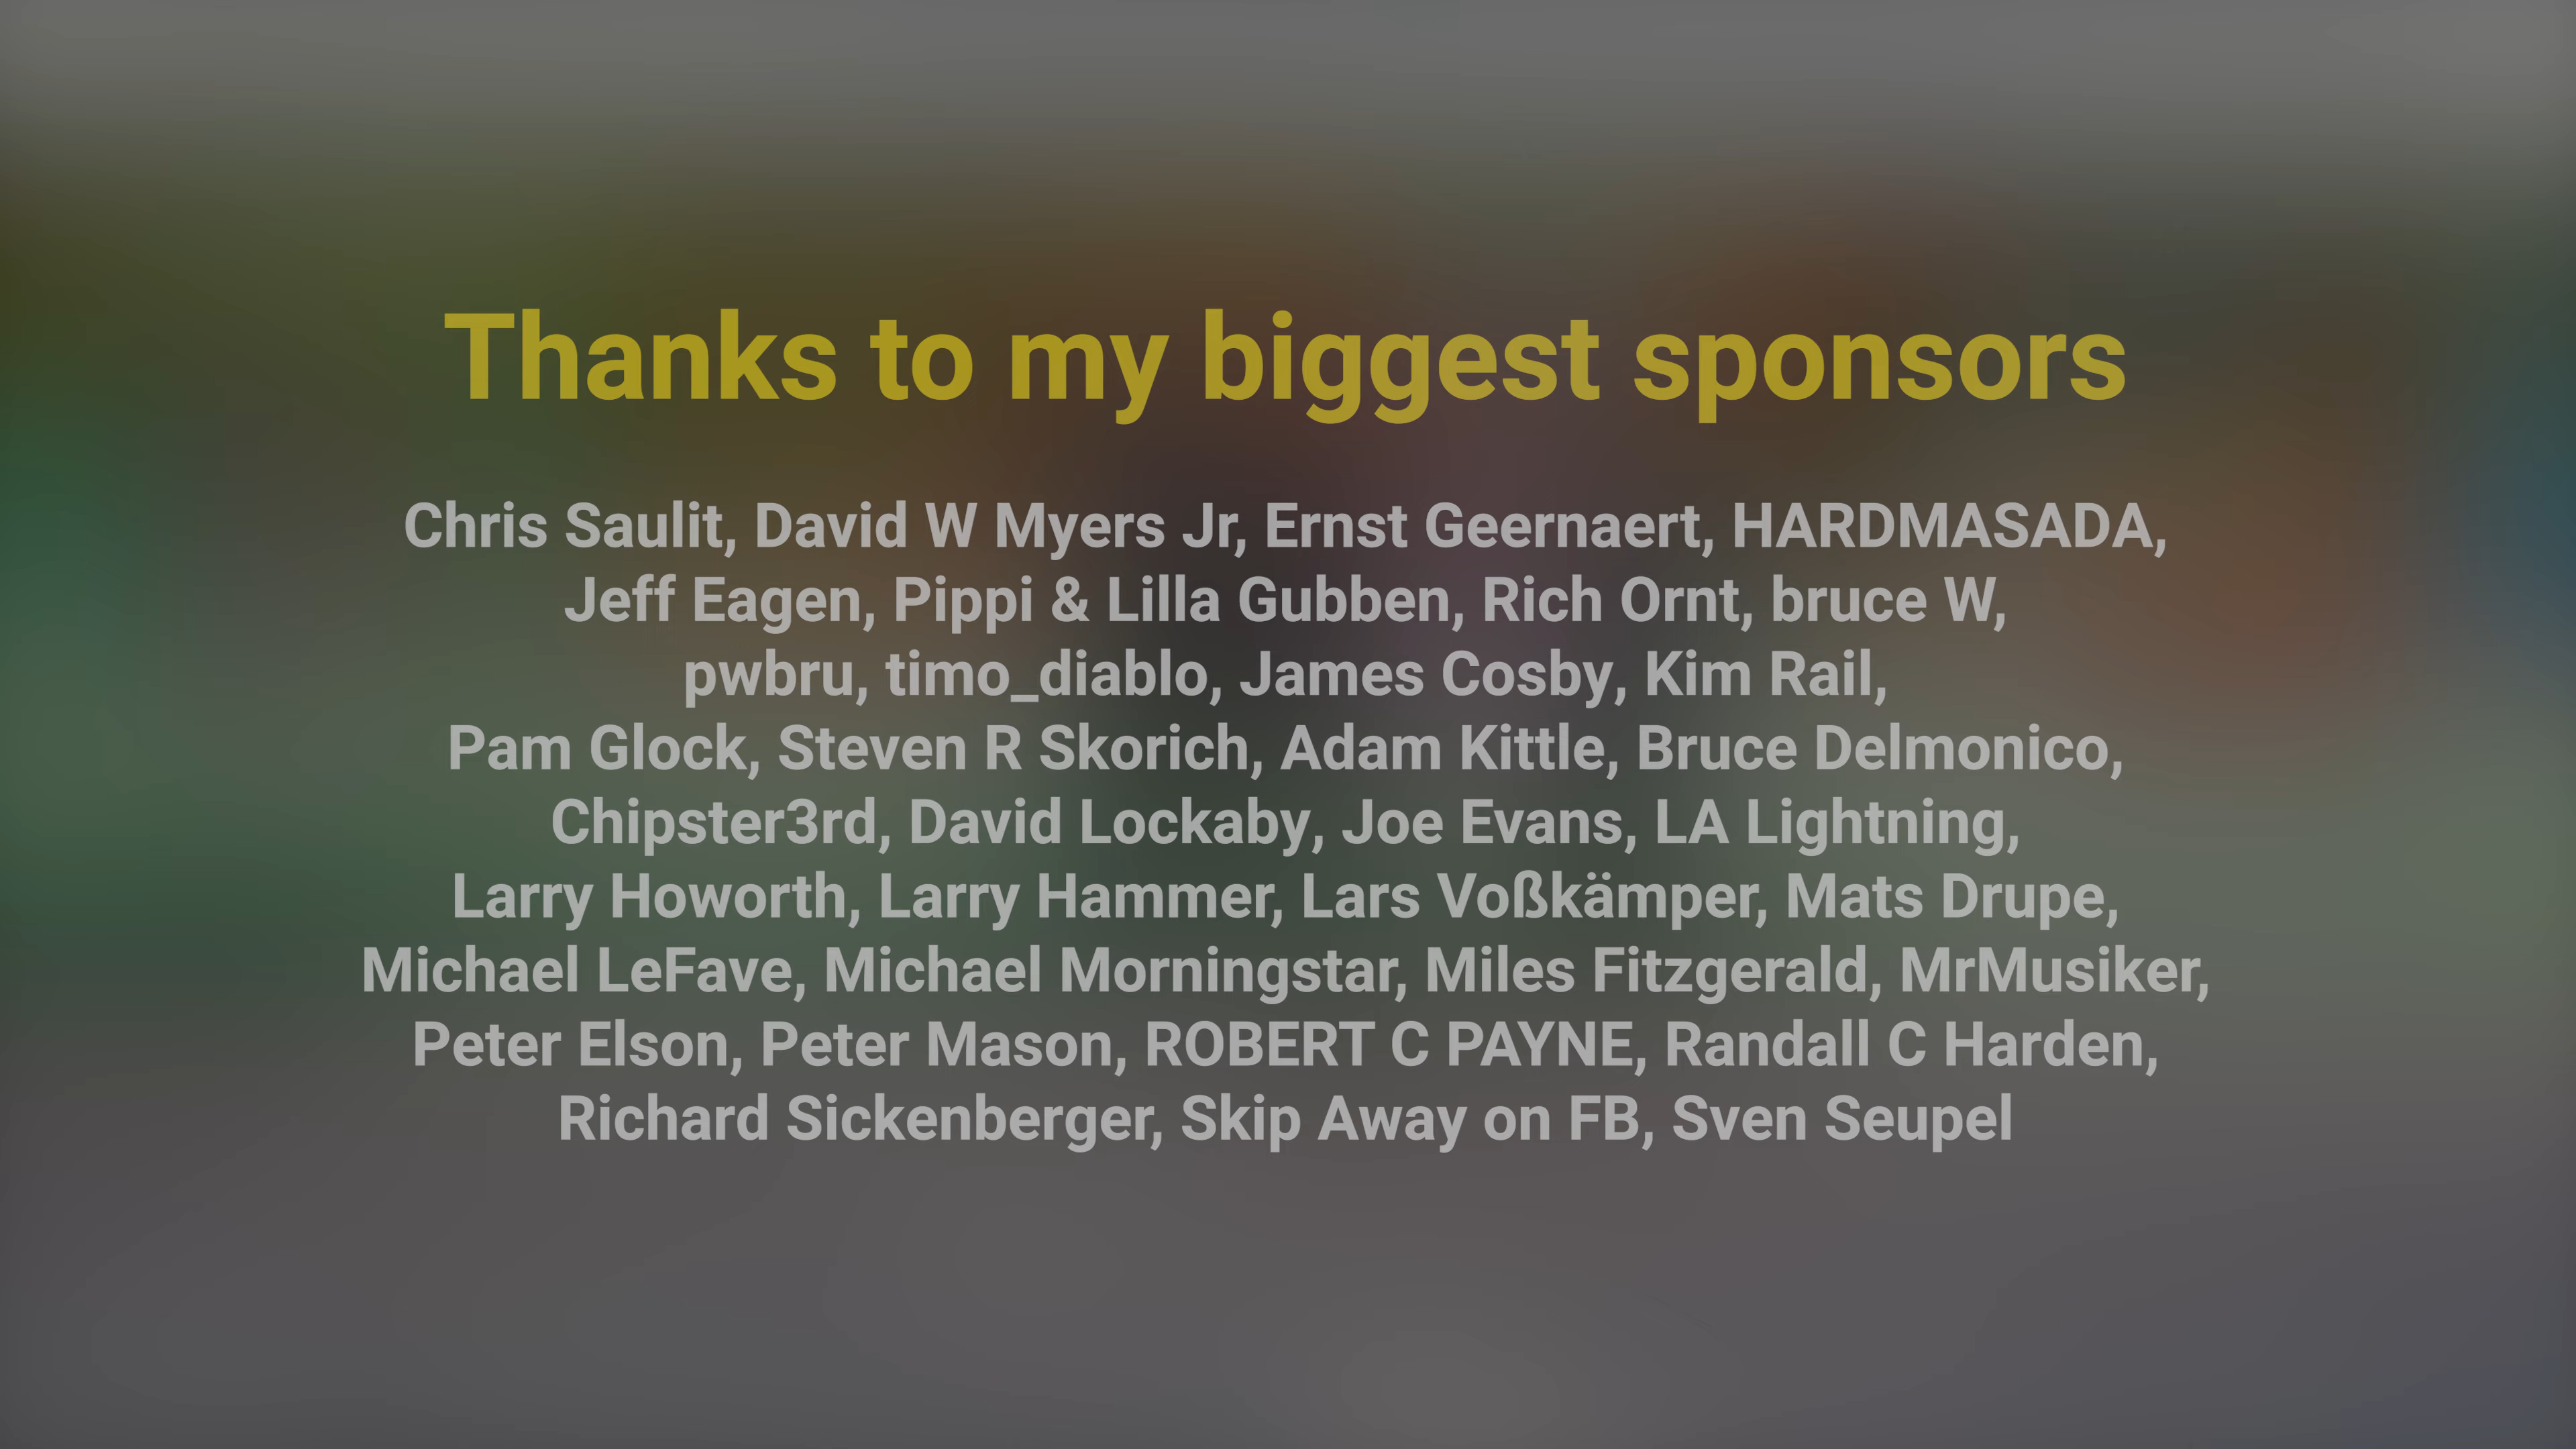 Thanks to my biggest sponsors
Chris Saulit, David W Myers Jr, Ernst Geernaert, HARDMASADA,
Jeff Eagen, Pippi & Lilla Gubben, Rich Ornt, bruce W,
pwbru, timo_diablo, James Cosby, Kim Rail,
Pam Glock, Steven R Skorich, Adam Kittle, Bruce Delmonico,
Chipster3rd, David Lockaby, Joe Evans, LA Lightning,
Larry Howorth, Larry Hammer, Lars Voßkämper, Mats Drupe,
Michael LeFave, Michael Morningstar, Miles Fitzgerald, MrMusiker,
Peter Elson, Peter Mason, ROBERT C PAYNE, Randall C Harden,
Richard Sickenberger, Skip Away on FB, Sven Seupel